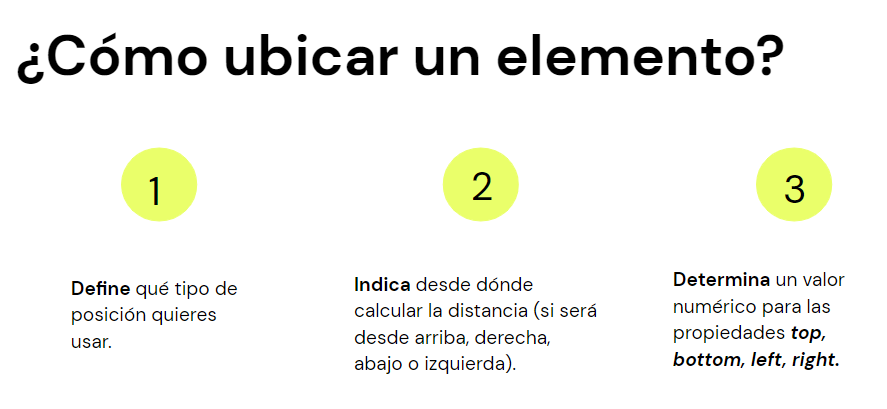 ¿Cómo ubicar un elemento?
1
2
3
Define qué tipo de
posición quieres
usar.
Indica desde dónde
calcular la distancia (si será
desde arriba, derecha,
abajo o izquierda).
Determina un valor
numérico para las
propiedades top,
bottom, left, right.